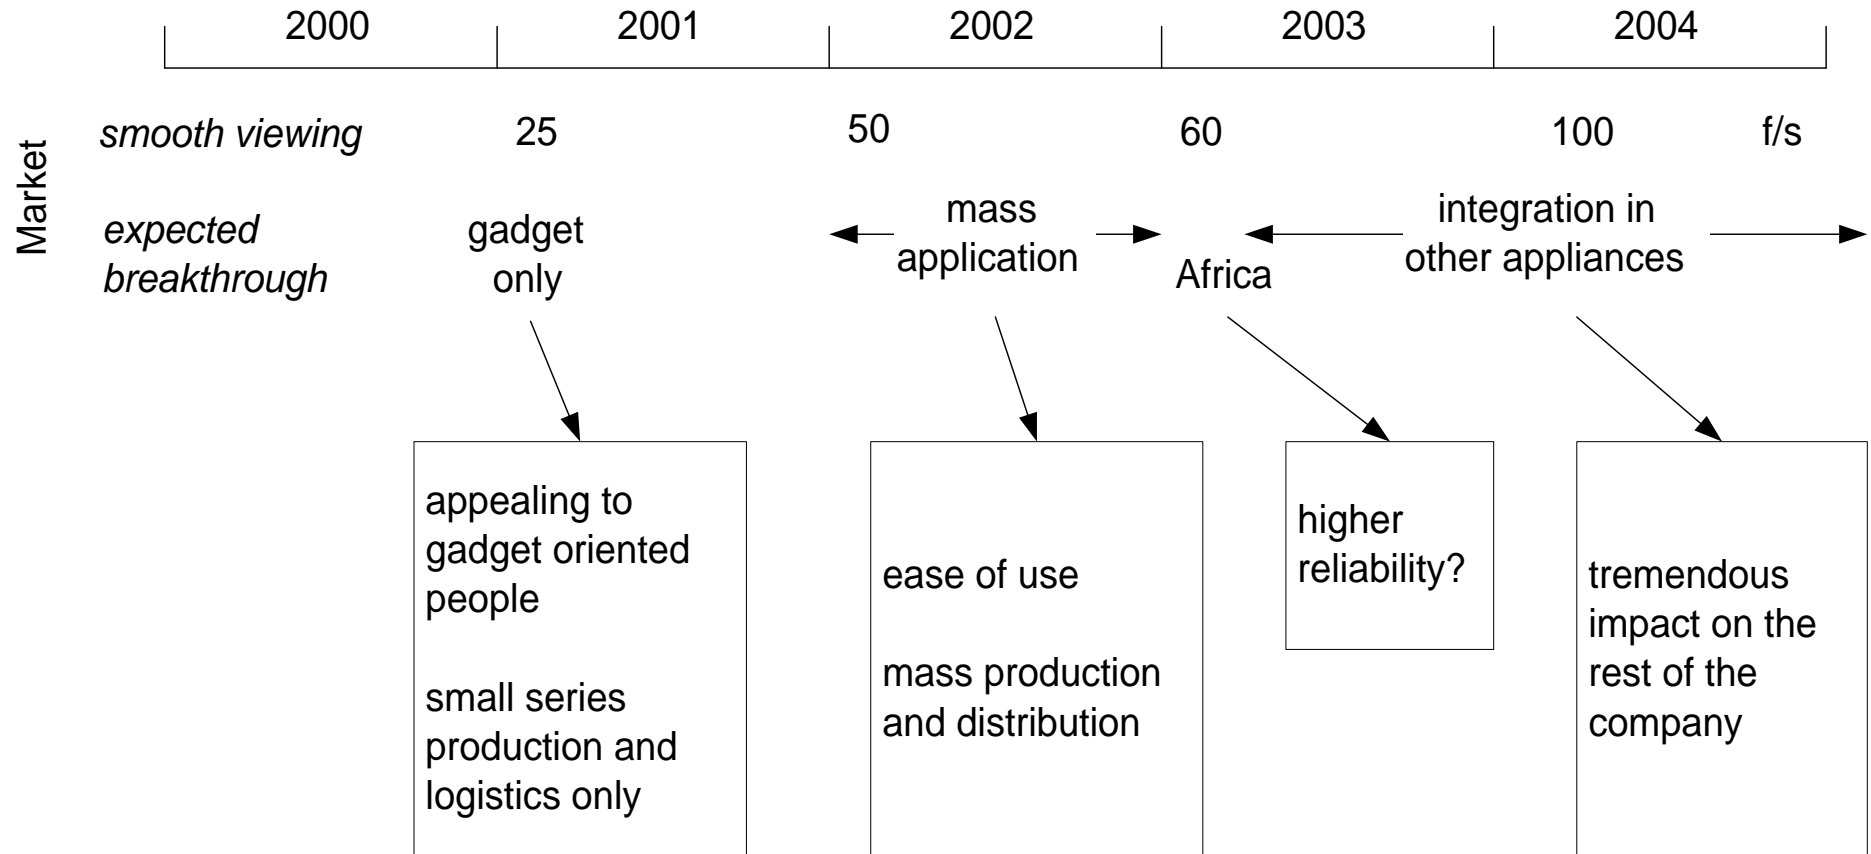 2000 2001 2002 2003 2004
Market
smooth viewing 25 50 60 100 f/s
expected
breakthrough
gadget
only
mass
application
Africa
integration in
other appliances
appealing to
gadget oriented
people
small series
production and
logistics only
ease of use
mass production
and distribution
higher
reliability?
tremendous
impact on the
rest of the
company